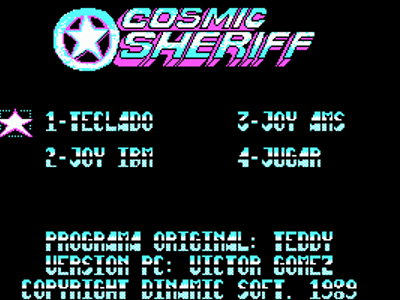 COSMIC
SHERIFF
1-TECLADO 3-JOY AMS
2-JOY IBM 4-JUGAR
PROGRAMA ORIGINAL: TEDDY
VERSION PC: VICTOR GOMEZ
COPYRIGHT DINAMIC SOFT. 1989